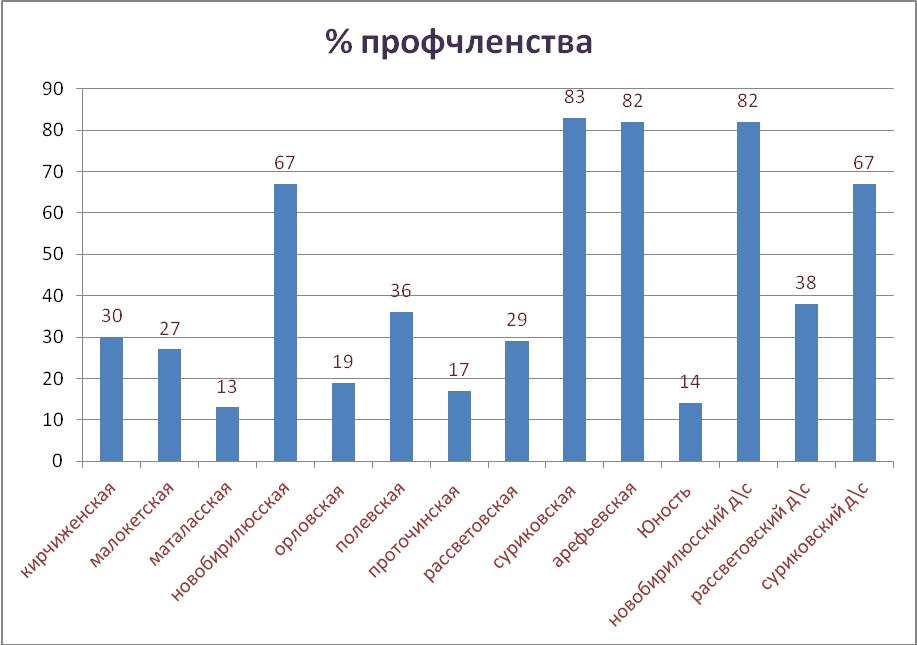 % профчленства
90
80
70
60
50
40
30
20
10
0
30
27
13
67
19
36
17
29
83
82
14
82
38
67
кирчиженская
малокетская
маталасская
новобирилюсская
орловская
полевская
проточинская
рассветовская
суриковская
арефьевская
Юность
новобирилюсский д\с
рассветовский д\с
суриковский д\с